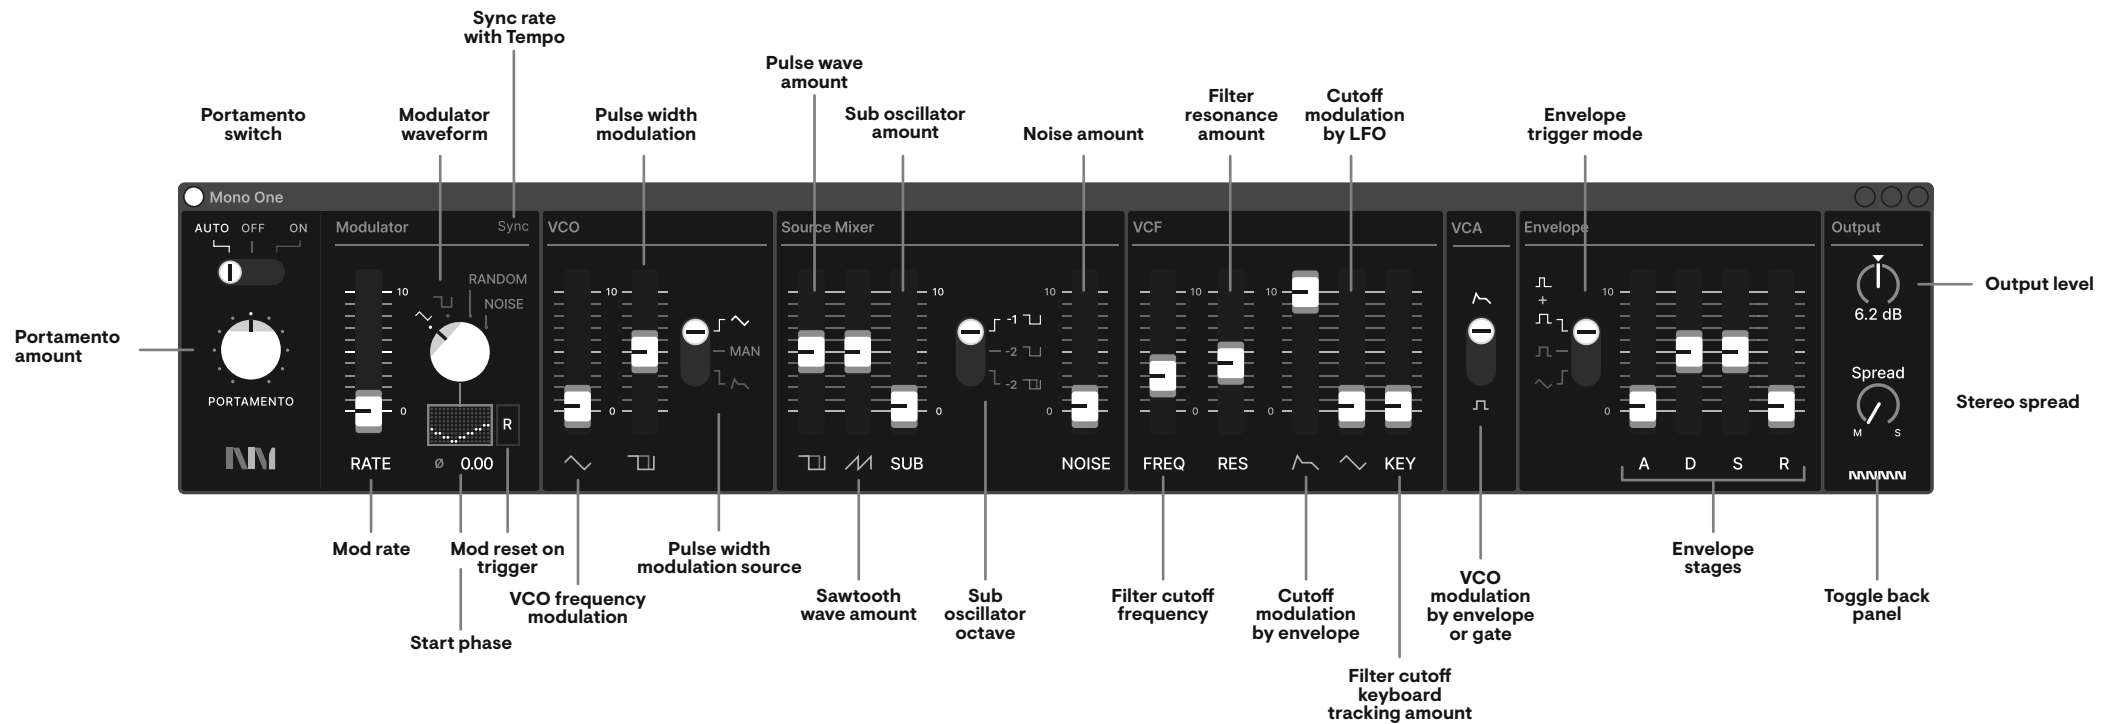 Sync rate
with Tempo
Pulse wave
amount
Portamento
switch
Modulator
waveform
Pulse width
modulation
Sub oscillator
amount
Noise amount
Filter
resonance
amount
Cutoff
modulation
by LFO
Envelope
trigger mode
Mono One
AUTO OFF ON
Modulator
Sync
VCO
Source Mixer
VCF
VCA
Envelope
Output
RANDOM
NOISE
10
10
10
10
10
10
10
-1
MAN
-2
-2
+
6.2 dB
Output level
Portamento
amount
PORTAMENTO
Spread
M S
Stereo spread
0
0
0
0
0
0
0
R
RATE
Ø 0.00
SUB
NOISE
FREQ
RES
KEY
A D S R
Mod rate
Mod reset on
trigger
Pulse width
modulation source
VCO frequency
modulation
Start phase
Sawtooth
wave amount
Sub
oscillator
octave
Filter cutoff
frequency
Cutoff
modulation
by envelope
VCO
modulation
by envelope
or gate
Filter cutoff
keyboard
tracking amount
Envelope
stages
Toggle back
panel